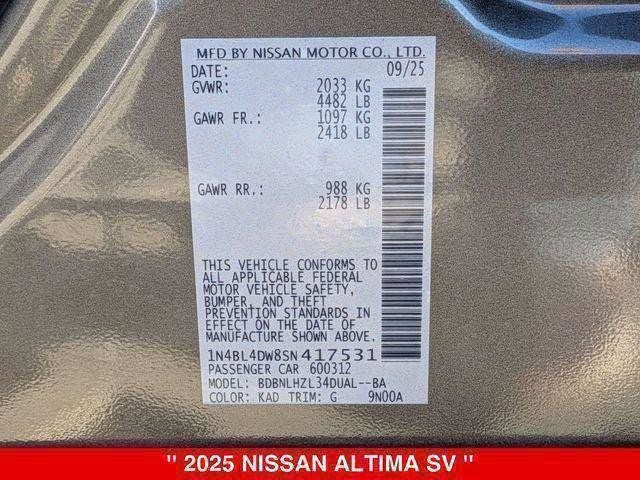 MFD BY NISSAN MOTOR CO., LTD.
DATE: 09/25
GVWR: 2033 KG
4482 LB
GAWR FR.: 1097 KG
2418 LB
GAWR RR.: 988 KG
2178 LB
THIS VEHICLE CONFORMS TO
ALL APPLICABLE FEDERAL
MOTOR VEHICLE SAFETY,
BUMPER, AND THEFT
PREVENTION STANDARDS IN
EFFECT ON THE DATE OF
MANUFACTURE SHOWN ABOVE.
1N4BL4DW8SN417531
PASSENGER CAR 600312
MODEL: BDBNLHZL34DUAL--BA
COLOR: KAD TRIM: G 9N00A
" 2025 NISSAN ALTIMA SV "